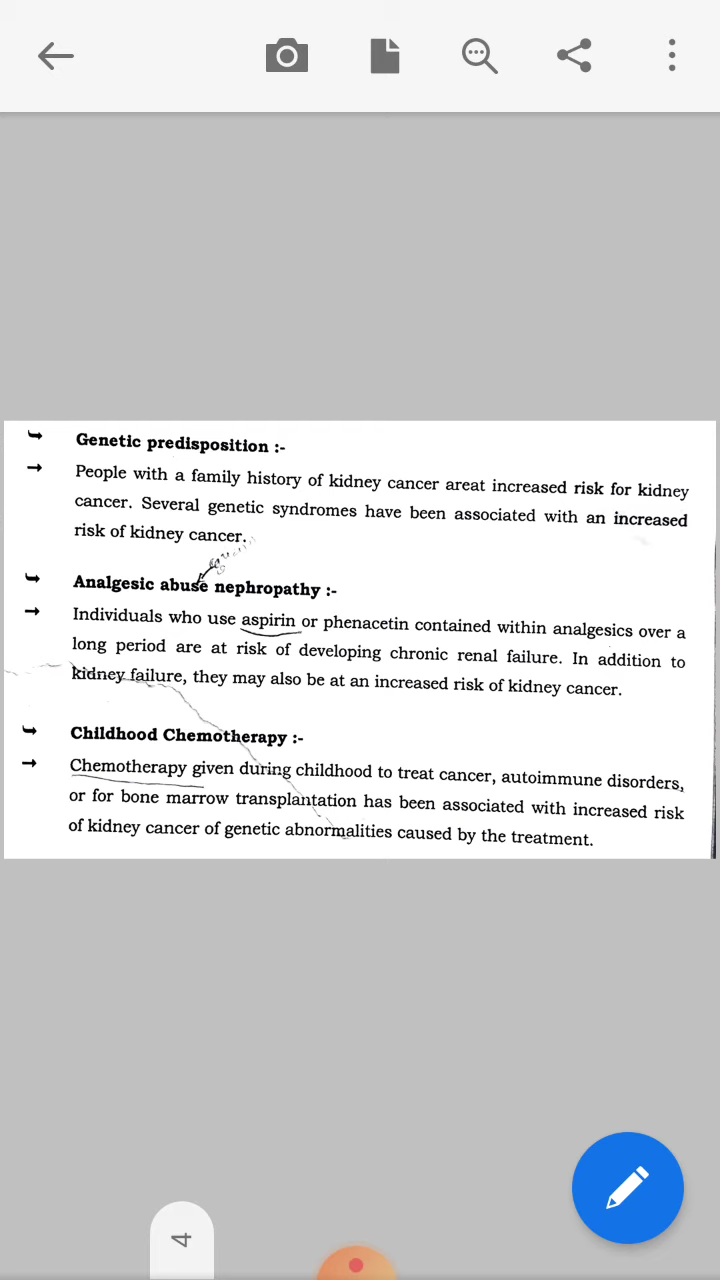 Genetic predisposition :-
People with a family history of kidney cancer areat increased risk for kidney
cancer. Several genetic syndromes have been associated with an increased
risk of kidney cancer.
Analgesic abuse nephropathy :-
Individuals who use aspirin or phenacetin contained within analgesics over a
long period are at risk of developing chronic renal failure. In addition to
kidney failure, they may also be at an increased risk of kidney cancer.
Childhood Chemotherapy :-
Chemotherapy given during childhood to treat cancer, autoimmune disorders,
or for bone marrow transplantation has been associated with increased risk
of kidney cancer of genetic abnormalities caused by the treatment.
4